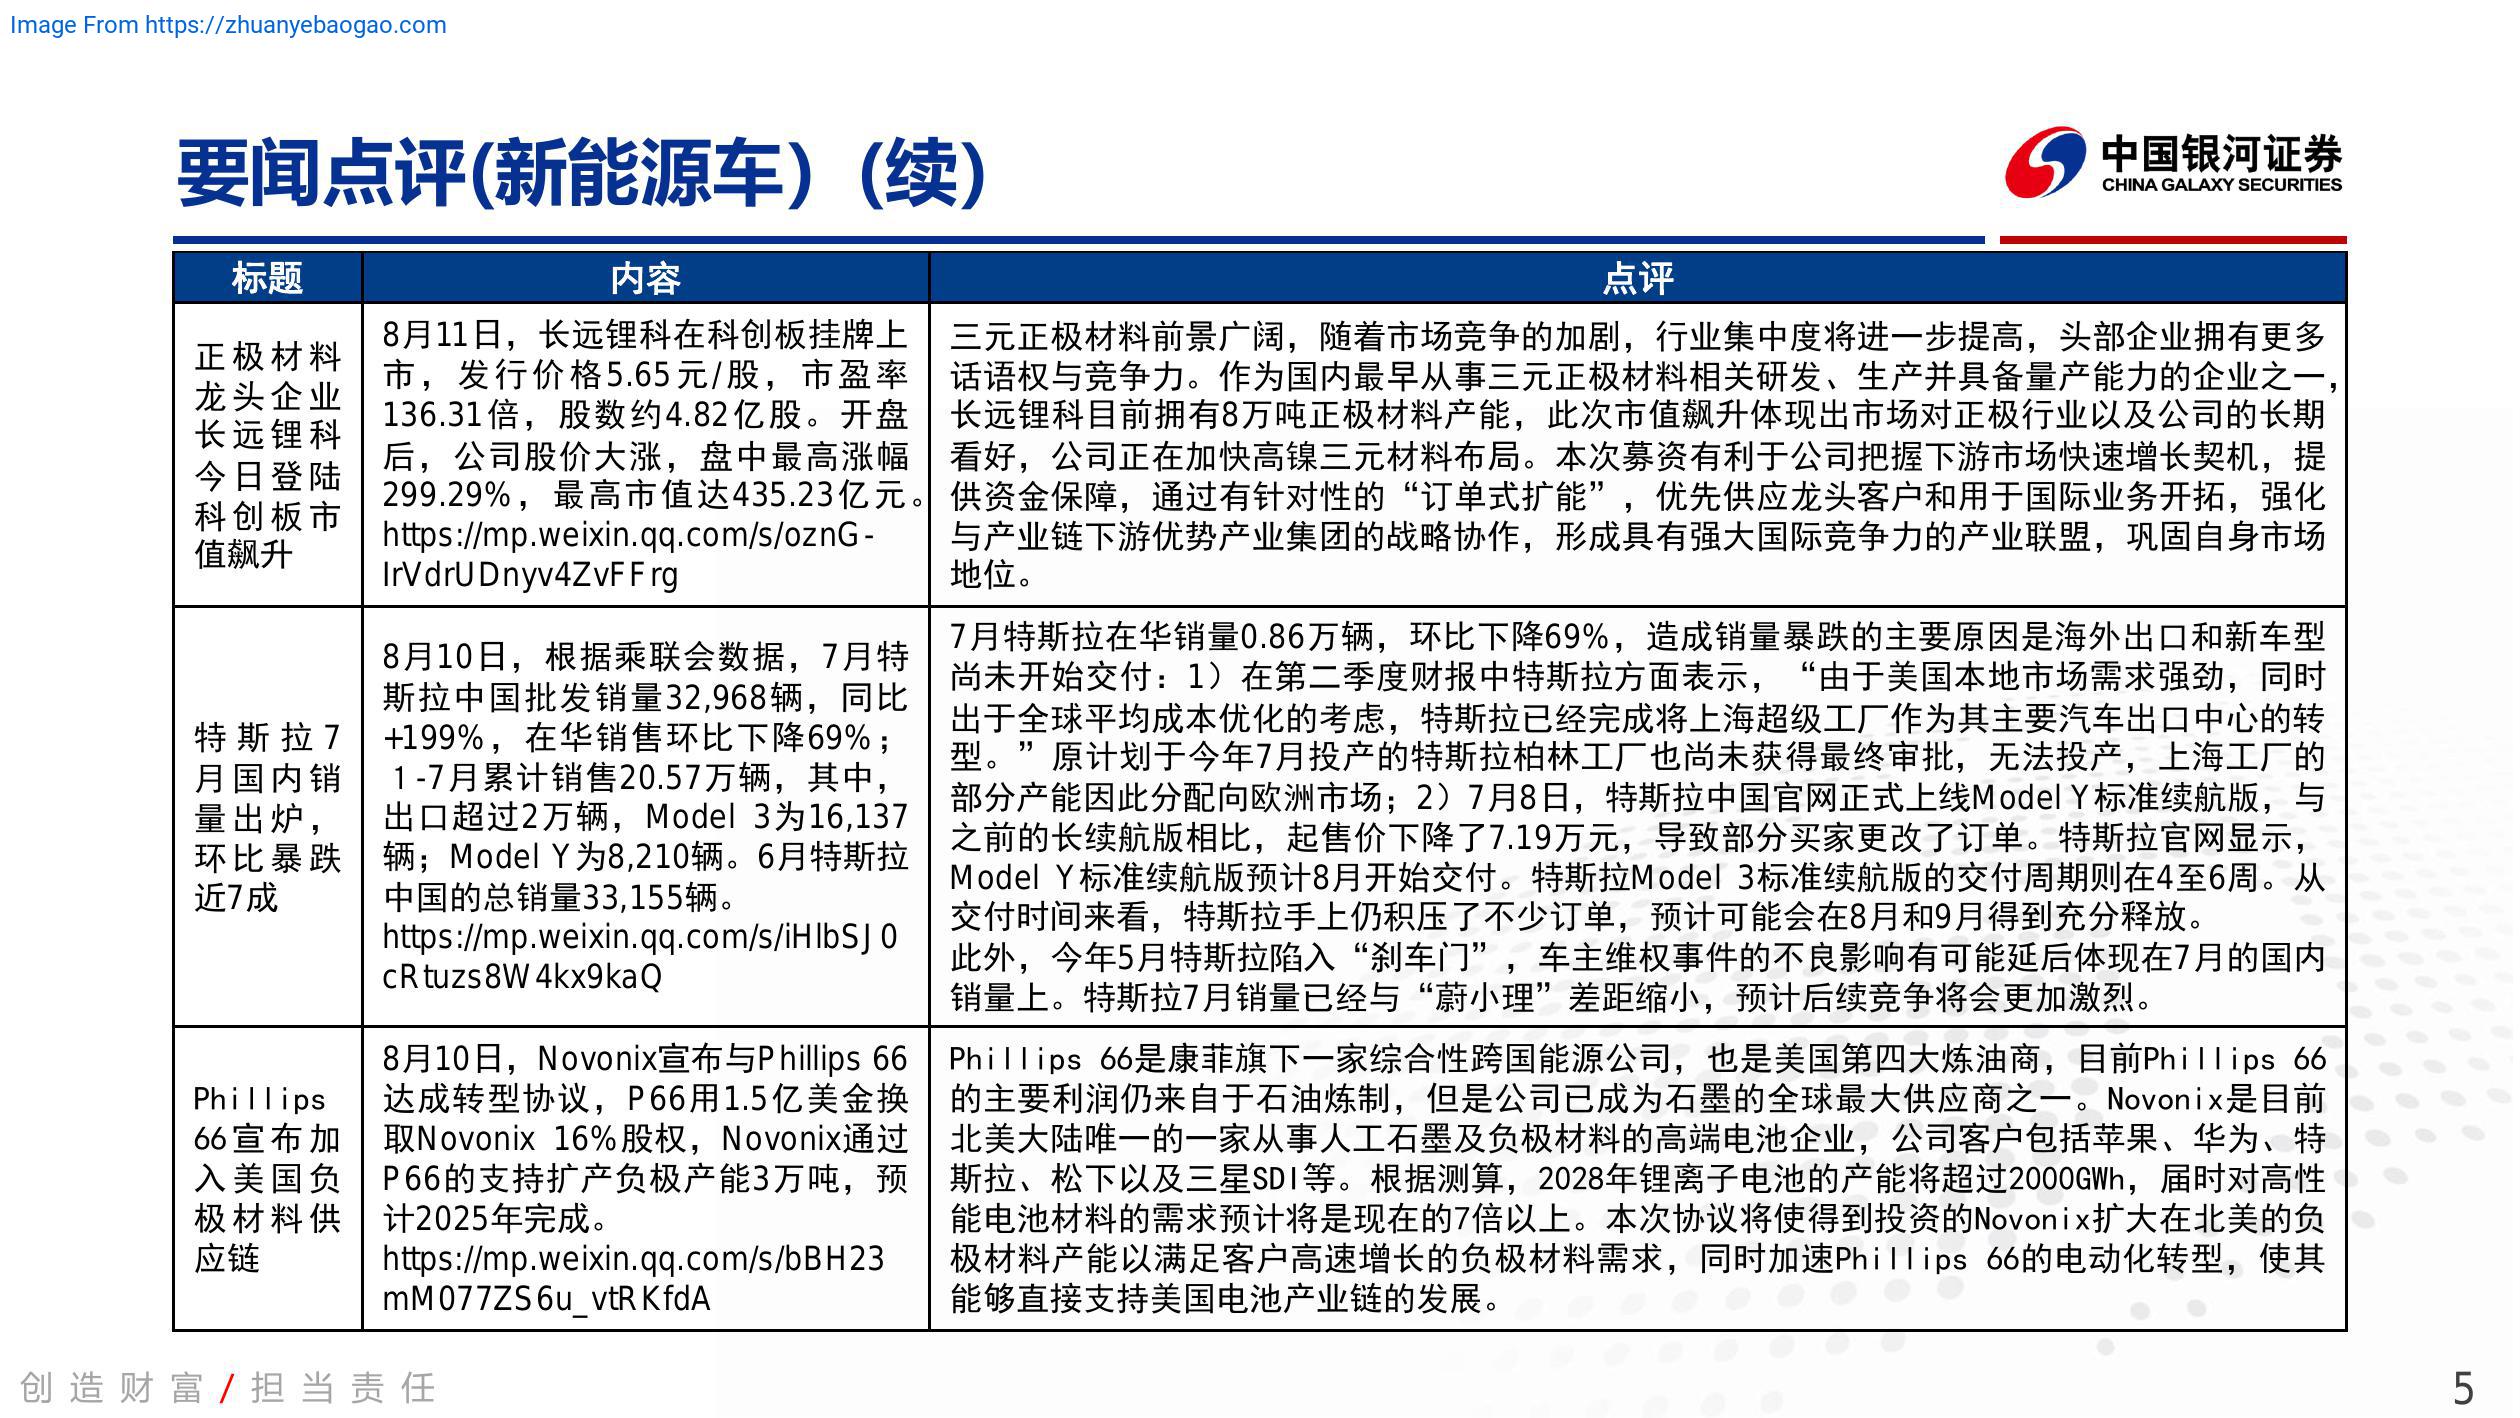 Image From https://zhuanyebaogao.com
要闻点评(新能源车)（续）
中国银河证券
CHINA GALAXY SECURITIES
标题
内容
点评
正极材料
龙头企业
长远锂科
今日登陆
科创板市
值飙升
8月11日，长远锂科在科创板挂牌上
市，发行价格5.65元/股，市盈率
136.31倍，股数约4.82亿股。开盘
后，公司股价大涨，盘中最高涨幅
299.29%，最高市值达435.23亿元。
https://mp.weixin.qq.com/s/oznG-
IrVdrUDnyv4ZvFFrg
三元正极材料前景广阔，随着市场竞争的加剧，行业集中度将进一步提高，头部企业拥有更多
话语权与竞争力。作为国内最早从事三元正极材料相关研发、生产并具备量产能力的企业之一，
长远锂科目前拥有8万吨正极材料产能，此次市值飙升体现出市场对正极行业以及公司的长期
看好，公司正在加快高镍三元材料布局。本次募资有利于公司把握下游市场快速增长契机，提
供资金保障，通过有针对性的“订单式扩能”，优先供应龙头客户和用于国际业务开拓，强化
与产业链下游优势产业集团的战略协作，形成具有强大国际竞争力的产业联盟，巩固自身市场
地位。
特斯拉7
月国内销
量出炉，
环比暴跌
近7成
8月10日，根据乘联会数据，7月特
斯拉中国批发销量32,968辆，同比
+199%，在华销售环比下降69%；
1-7月累计销售20.57万辆，其中，
出口超过2万辆，Model 3为16,137
辆；Model Y为8,210辆。6月特斯拉
中国的总销量33,155辆。
https://mp.weixin.qq.com/s/iHlbSJ0
cRtuzs8W4kx9kaQ
7月特斯拉在华销量0.86万辆，环比下降69%，造成销量暴跌的主要原因是海外出口和新车型
尚未开始交付：1）在第二季度财报中特斯拉方面表示，“由于美国本地市场需求强劲，同时
出于全球平均成本优化的考虑，特斯拉已经完成将上海超级工厂作为其主要汽车出口中心的转
型。”原计划于今年7月投产的特斯拉柏林工厂也尚未获得最终审批，无法投产，上海工厂的
部分产能因此分配向欧洲市场；2）7月8日，特斯拉中国官网正式上线Model Y标准续航版，与
之前的长续航版相比，起售价下降了7.19万元，导致部分买家更改了订单。特斯拉官网显示，
Model Y标准续航版预计8月开始交付。特斯拉Model 3标准续航版的交付周期则在4至6周。从
交付时间来看，特斯拉手上仍积压了不少订单，预计可能会在8月和9月得到充分释放。
此外，今年5月特斯拉陷入“刹车门”，车主维权事件的不良影响有可能延后体现在7月的国内
销量上。特斯拉7月销量已经与“蔚小理”差距缩小，预计后续竞争将会更加激烈。
Phillips
66宣布加
入美国负
极材料供
应链
8月10日，Novonix宣布与Phillips 66
达成转型协议，P66用1.5亿美金换
取Novonix 16%股权，Novonix通过
P66的支持扩产负极产能3万吨，预
计2025年完成。
https://mp.weixin.qq.com/s/bBH23
mM077ZS6u_vtRKfdA
Phillips 66是康菲旗下一家综合性跨国能源公司，也是美国第四大炼油商，目前Phillips 66
的主要利润仍来自于石油炼制，但是公司已成为石墨的全球最大供应商之一。Novonix是目前
北美大陆唯一的一家从事人工石墨及负极材料的高端电池企业，公司客户包括苹果、华为、特
斯拉、松下以及三星SDI等。根据测算，2028年锂离子电池的产能将超过2000GWh，届时对高性
能电池材料的需求预计将是现在的7倍以上。本次协议将使得到投资的Novonix扩大在北美的负
极材料产能以满足客户高速增长的负极材料需求，同时加速Phillips 66的电动化转型，使其
能够直接支持美国电池产业链的发展。
创造财富/担当责任
5